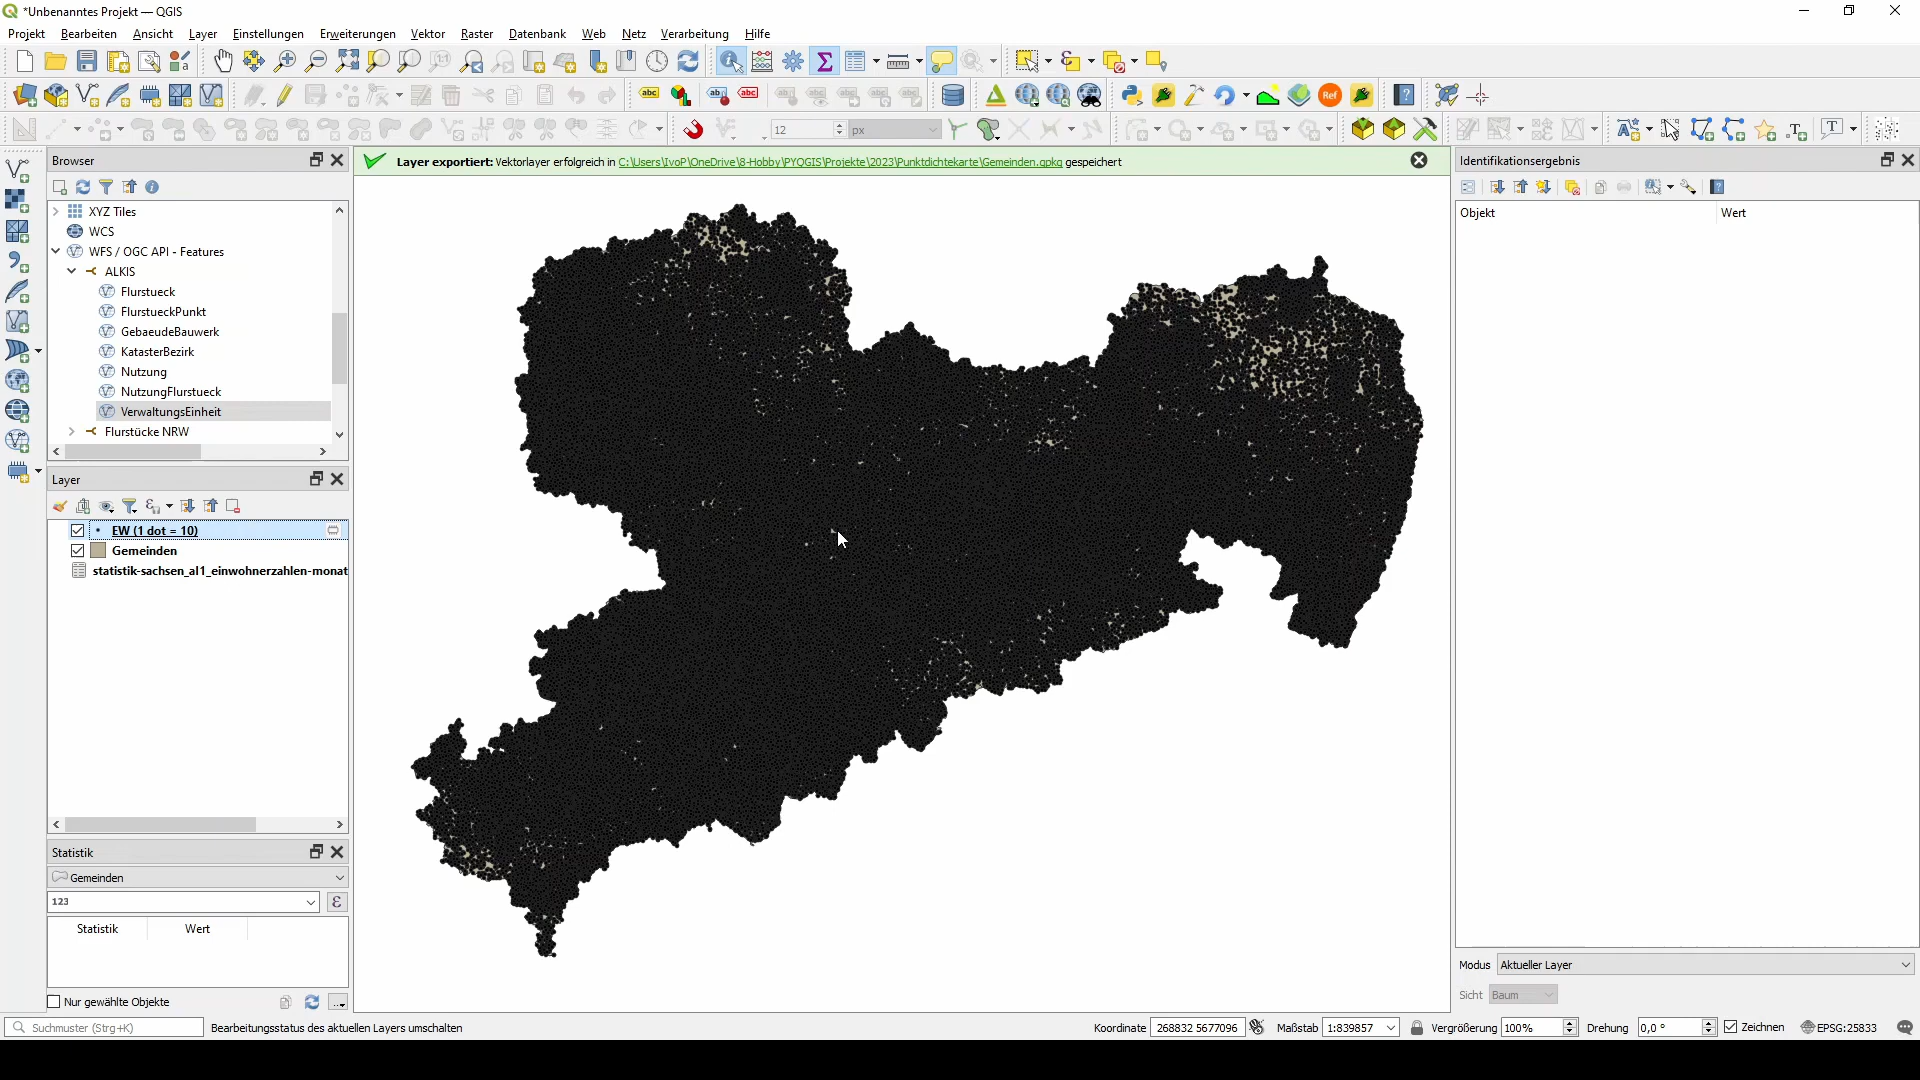 *Unbenanntes Projekt — QGIS
Projekt Bearbeiten Ansicht Layer Einstellungen Erweiterungen Vektor Raster Datenbank Web Netz Verarbeitung Hilfe
abc abc
12 px
Ref
Browser
XYZ Tiles
WCS
WFS / OGC API - Features
ALKIS
Flurstueck
FlurstueckPunkt
GebaeudeBauwerk
KatasterBezirk
Nutzung
NutzungFlurstueck
VerwaltungsEinheit
Flurstücke NRW
Layer
EW (1 dot = 10)
Gemeinden
statistik-sachsen_al1_einwohnerzahlen-monat
Statistik
Gemeinden
123
Statistik Wert
Nur gewählte Objekte
Layer exportiert: Vektorlayer erfolgreich in C:\Users\IvoP\OneDrive\8-Hobby\PYQGIS\Projekte\2023\Punktdichtekarte\Gemeinden.gpkg gespeichert
Identifikationsergebnis
Objekt Wert
Modus Aktueller Layer
Sicht Baum
Suchmuster (Strg+K) Bearbeitungsstatus des aktuellen Layers umschalten Koordinate 268832 5677096 Maßstab 1:839857 Vergrößerung 100% Drehung 0,0 ° Zeichnen EPSG:25833